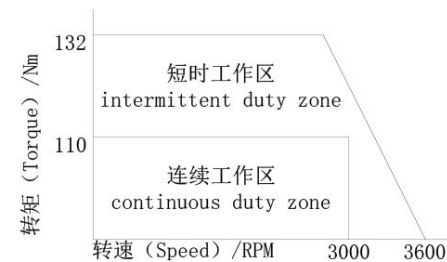 132
短时工作区
intermittent duty zone
110
连续工作区
continuous duty zone
转矩（Torque）/Nm
转速（Speed）/RPM
3000
3600